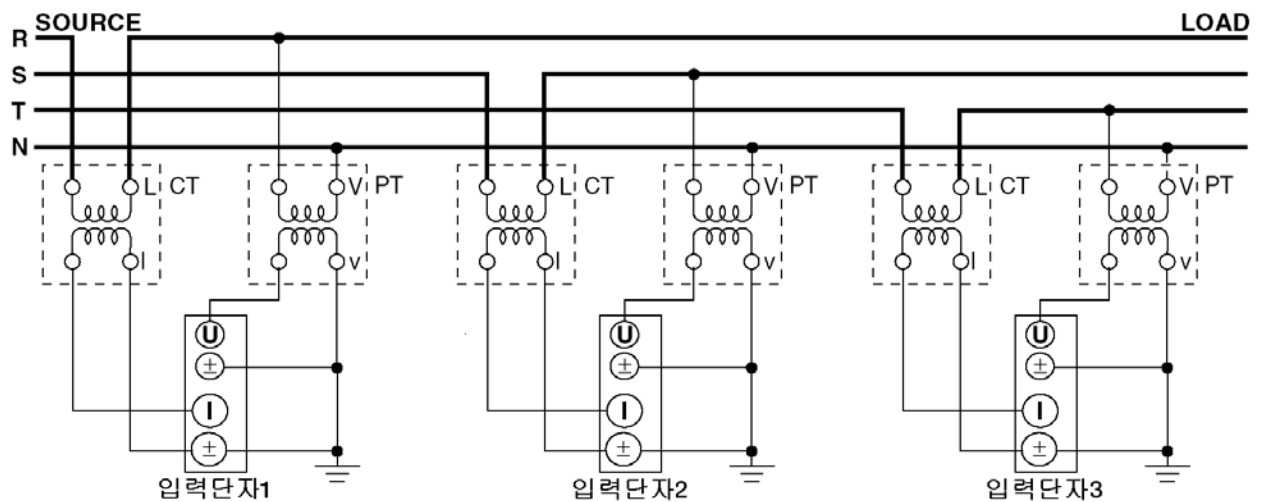 SOURCE LOAD
R
S
T
N
L CT V PT L CT V PT L CT V PT
l v l v l v
U U U
± ± ±
I I I
± ± ±
입력단자1 입력단자2 입력단자3